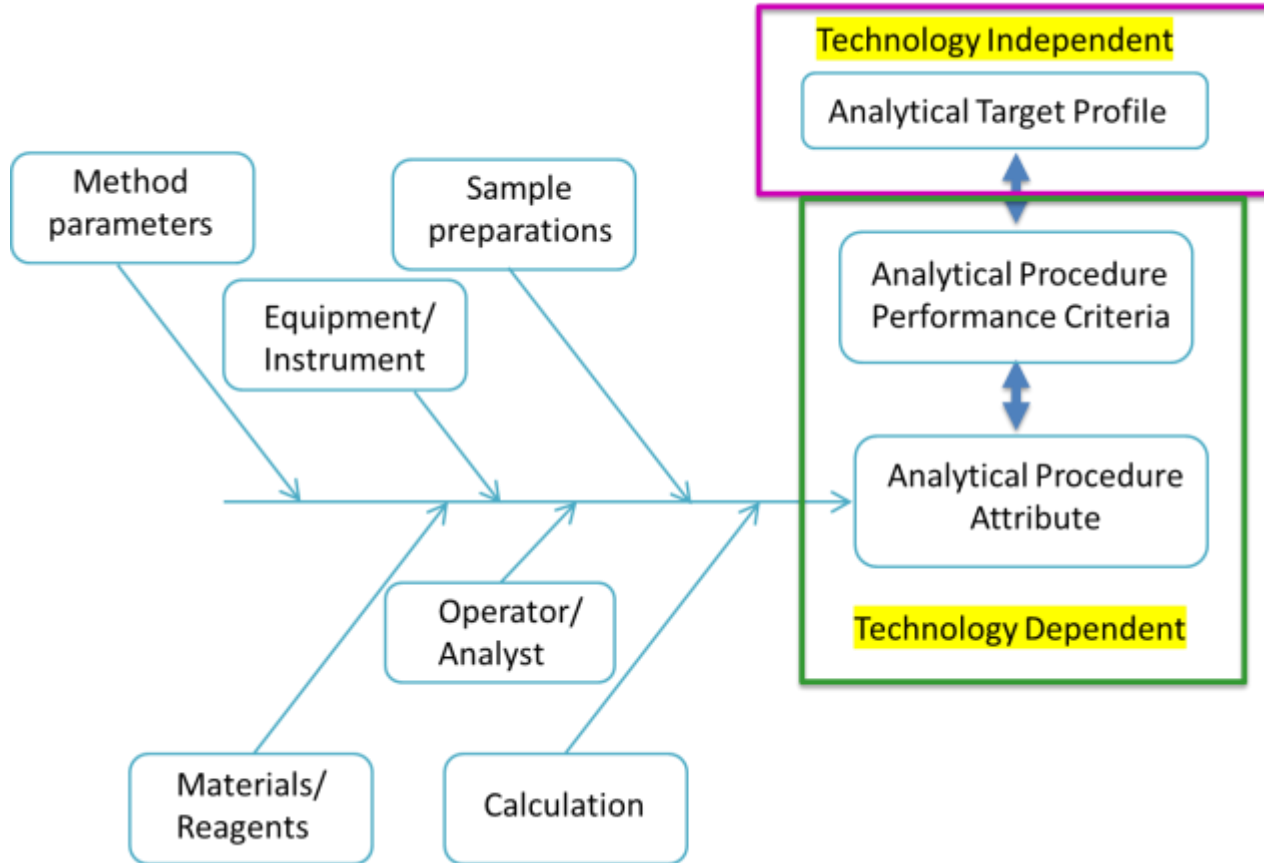 Technology Independent
Analytical Target Profile
Method
parameters
Sample
preparations
Equipment/
Instrument
Analytical Procedure
Performance Criteria
Analytical Procedure
Attribute
Operator/
Analyst
Technology Dependent
Materials/
Reagents
Calculation